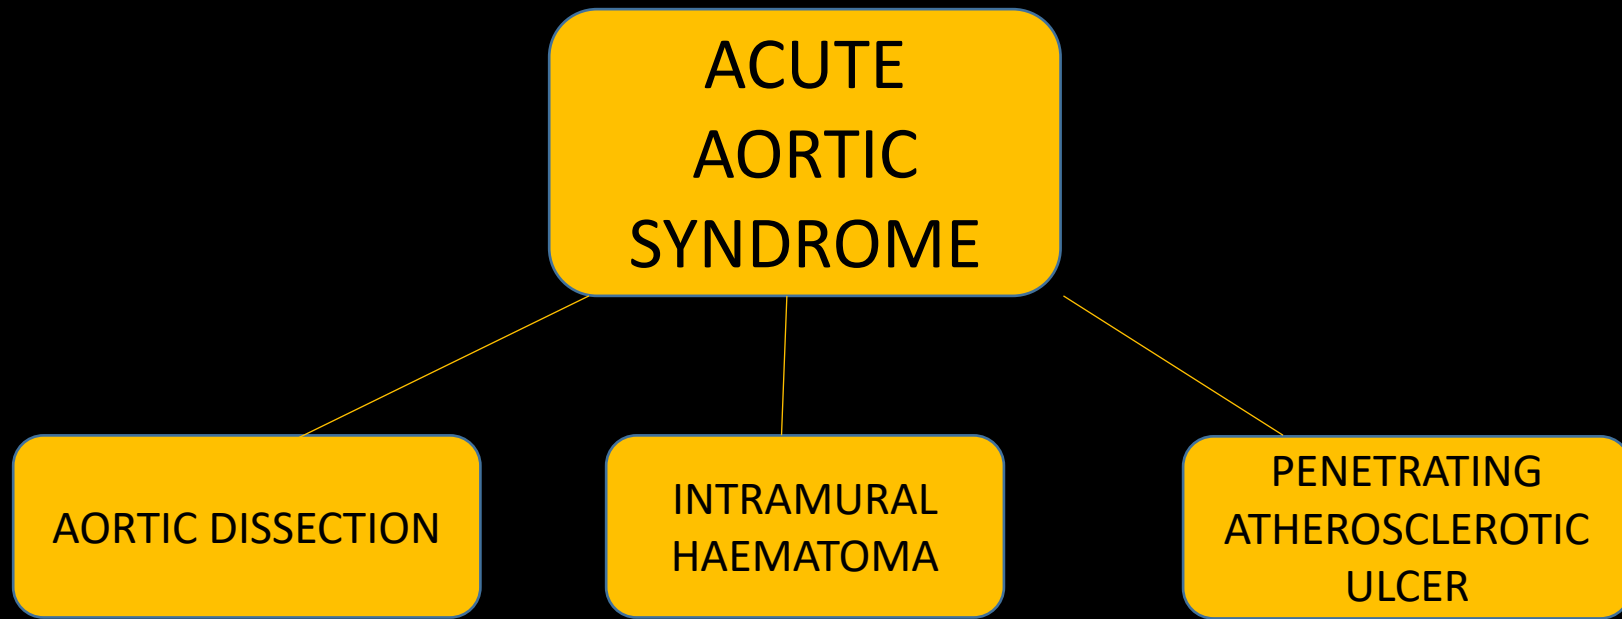 ACUTE
AORTIC
SYNDROME
AORTIC DISSECTION
INTRAMURAL
HAEMATOMA
PENETRATING
ATHEROSCLEROTIC
ULCER